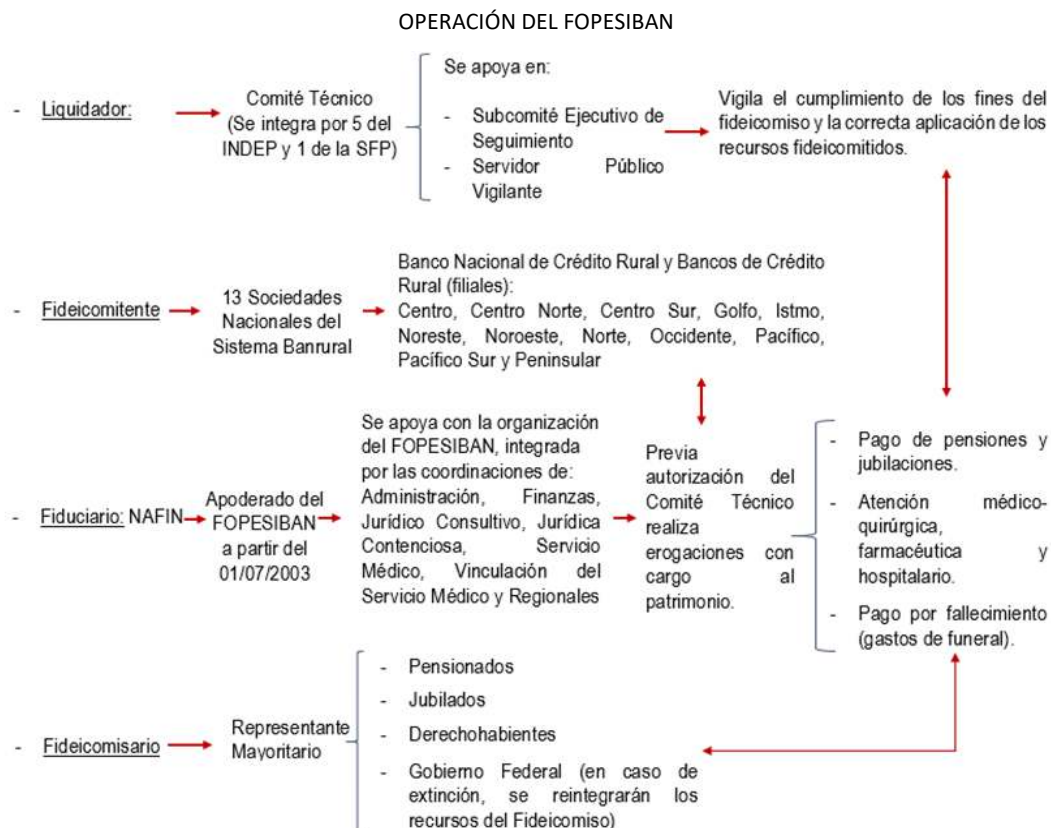 OPERACIÓN DEL FOPESIBAN
- Liquidador:
Comité Técnico
(Se integra por 5 del
INDEP y 1 de la SFP)
Se apoya en:
- Subcomité Ejecutivo de
Seguimiento
- Servidor Público
Vigilante
Vigila el cumplimiento de los fines del
fideicomiso y la correcta aplicación de los
recursos fideicomitidos.
- Fideicomitente
13 Sociedades
Nacionales del
Sistema Banrural
Banco Nacional de Crédito Rural y Bancos de Crédito
Rural (filiales):
Centro, Centro Norte, Centro Sur, Golfo, Istmo,
Noreste, Noroeste, Norte, Occidente, Pacífico,
Pacífico Sur y Peninsular
- Fiduciario: NAFIN
Apoderado del
FOPESIBAN
a partir del
01/07/2003
Se apoya con la organización
del FOPESIBAN, integrada
por las coordinaciones de:
Administración, Finanzas,
Jurídico Consultivo, Jurídica
Contenciosa, Servicio
Médico, Vinculación del
Servicio Médico y Regionales
Previa
autorización del
Comité Técnico
realiza
erogaciones con
cargo al
patrimonio.
- Pago de pensiones y
jubilaciones.
- Atención médico-
quirúrgica,
farmacéutica y
hospitalario.
- Pago por fallecimiento
(gastos de funeral).
- Fideicomisario
Representante
Mayoritario
- Pensionados
- Jubilados
- Derechohabientes
- Gobierno Federal (en caso de
extinción, se reintegrarán los
recursos del Fideicomiso)